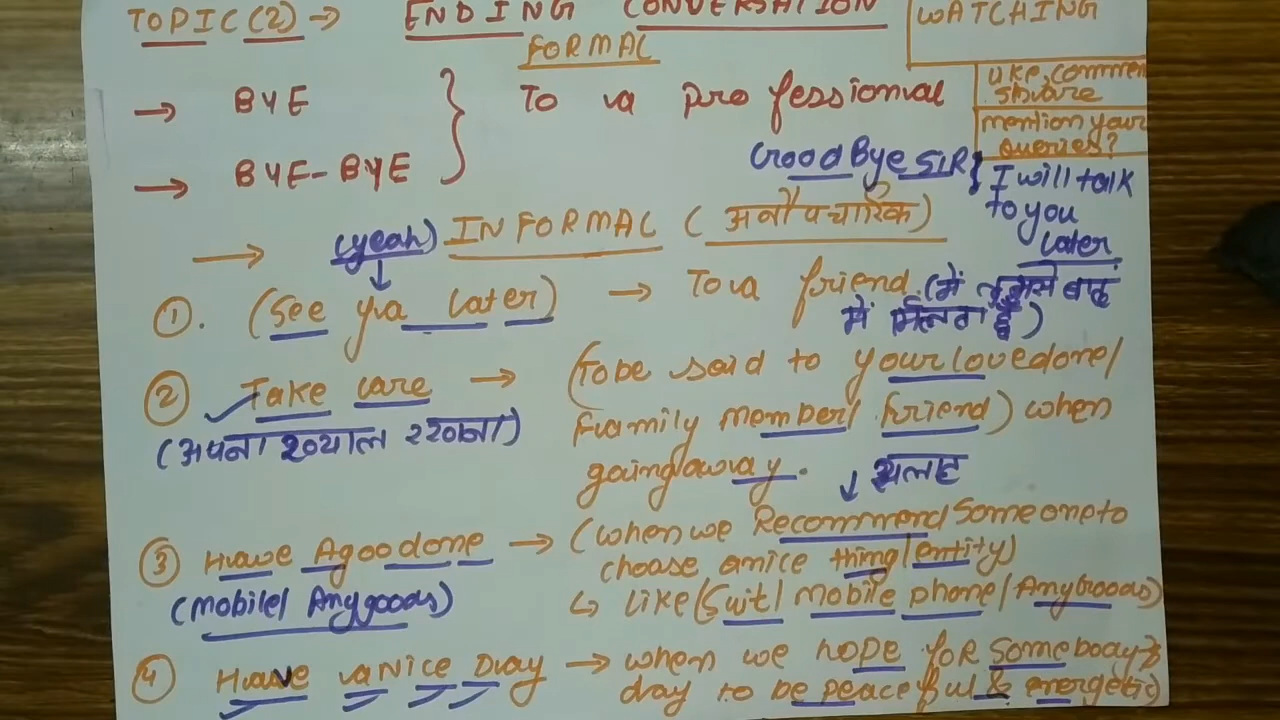 TOPIC(2) → ENDING CONVERSATION
WATCHING
FORMAL
→ BYE
→ BYE-BYE
} To a professional
Like, comment
share
mention your
queries?
Good Bye SIR } I will talk
to you
later
→ (yeah) INFORMAL (अनौपचारिक)
①. (See ya later) → To a friend. (में तुमसे बाद
में मिलता हूँ)
② Take care → (To be said to your loved one/
(अपना ख्याल रखना) Family member/ friend) when
going away.
↓ सलाह
③ Have A good one → (when we Recommend Someone to
choose a nice thing/entity)
(Mobile/ Any goods) ↳ Like (Suit/ mobile phone/ Any Goods)
④ Have a Nice Day → when we hope for Somebody's
day to be peaceful & energetic)